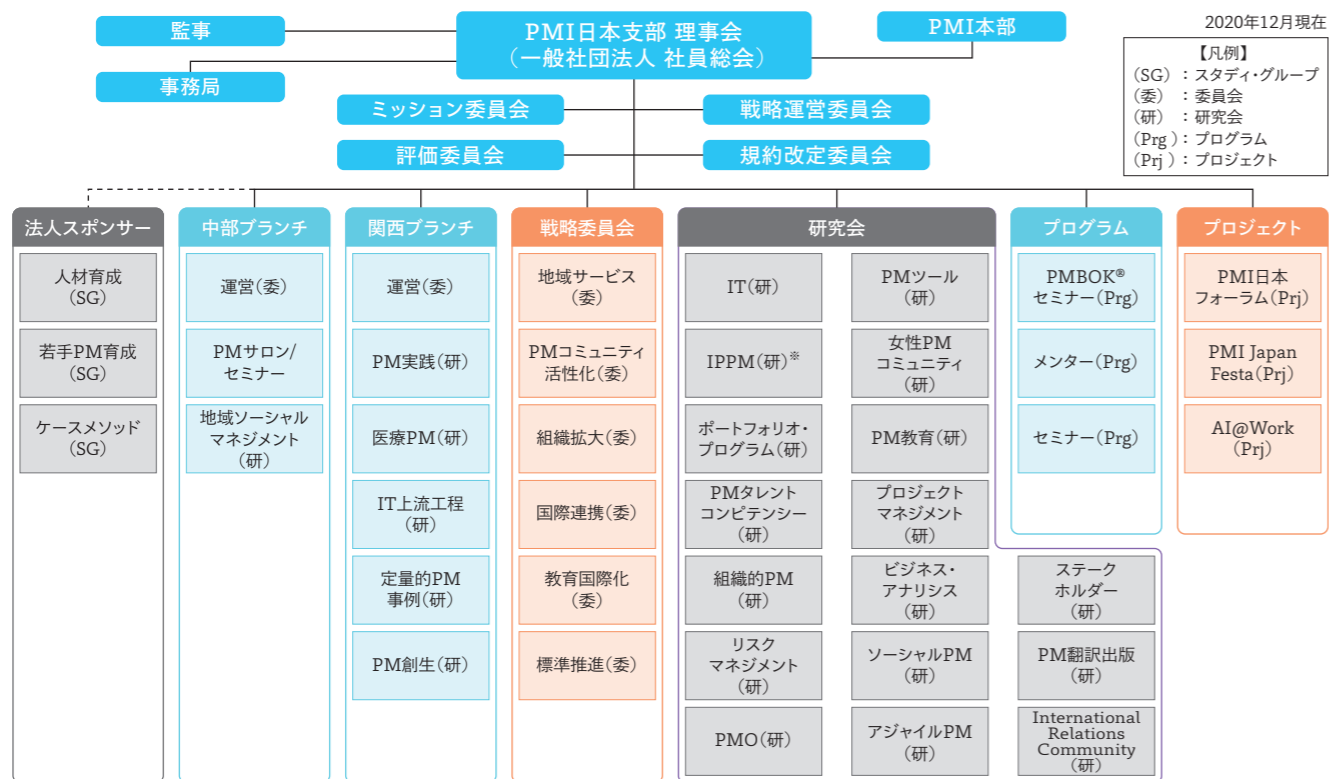 2020年12月現在
監事
PMI日本支部 理事会
(一般社団法人 社員総会)
PMI本部
事務局
【凡例】
(SG):スタディ・グループ
(委) :委員会
(研) :研究会
(Prg):プログラム
(Prj):プロジェクト
ミッション委員会
戦略運営委員会
評価委員会
規約改定委員会
法人スポンサー
人材育成
(SG)
若手PM育成
(SG)
ケースメソッド
(SG)
中部ブランチ
運営(委)
PMサロン/
セミナー
地域ソーシャル
マネジメント
(研)
関西ブランチ
運営(委)
PM実践(研)
医療PM(研)
IT上流工程
(研)
定量的PM
事例(研)
PM創生(研)
戦略委員会
地域サービス
(委)
PMコミュニティ
活性化(委)
組織拡大(委)
国際連携(委)
教育国際化
(委)
標準推進(委)
研究会
IT(研)
IPPM(研)※
ポートフォリオ・
プログラム(研)
PMタレント
コンピテンシー
(研)
組織的PM
(研)
リスク
マネジメント
(研)
PMO(研)
PMツール
(研)
女性PM
コミュニティ
(研)
PM教育(研)
プロジェクト
マネジメント
(研)
ビジネス・
アナリシス
(研)
ソーシャルPM
(研)
アジャイルPM
(研)
ステーク
ホルダー
(研)
PM翻訳出版
(研)
International
Relations
Community
(研)
プログラム
PMBOK®
セミナー(Prg)
メンター(Prg)
セミナー(Prg)
プロジェクト
PMI日本
フォーラム(Prj)
PMI Japan
Festa(Prj)
AI@Work
(Prj)